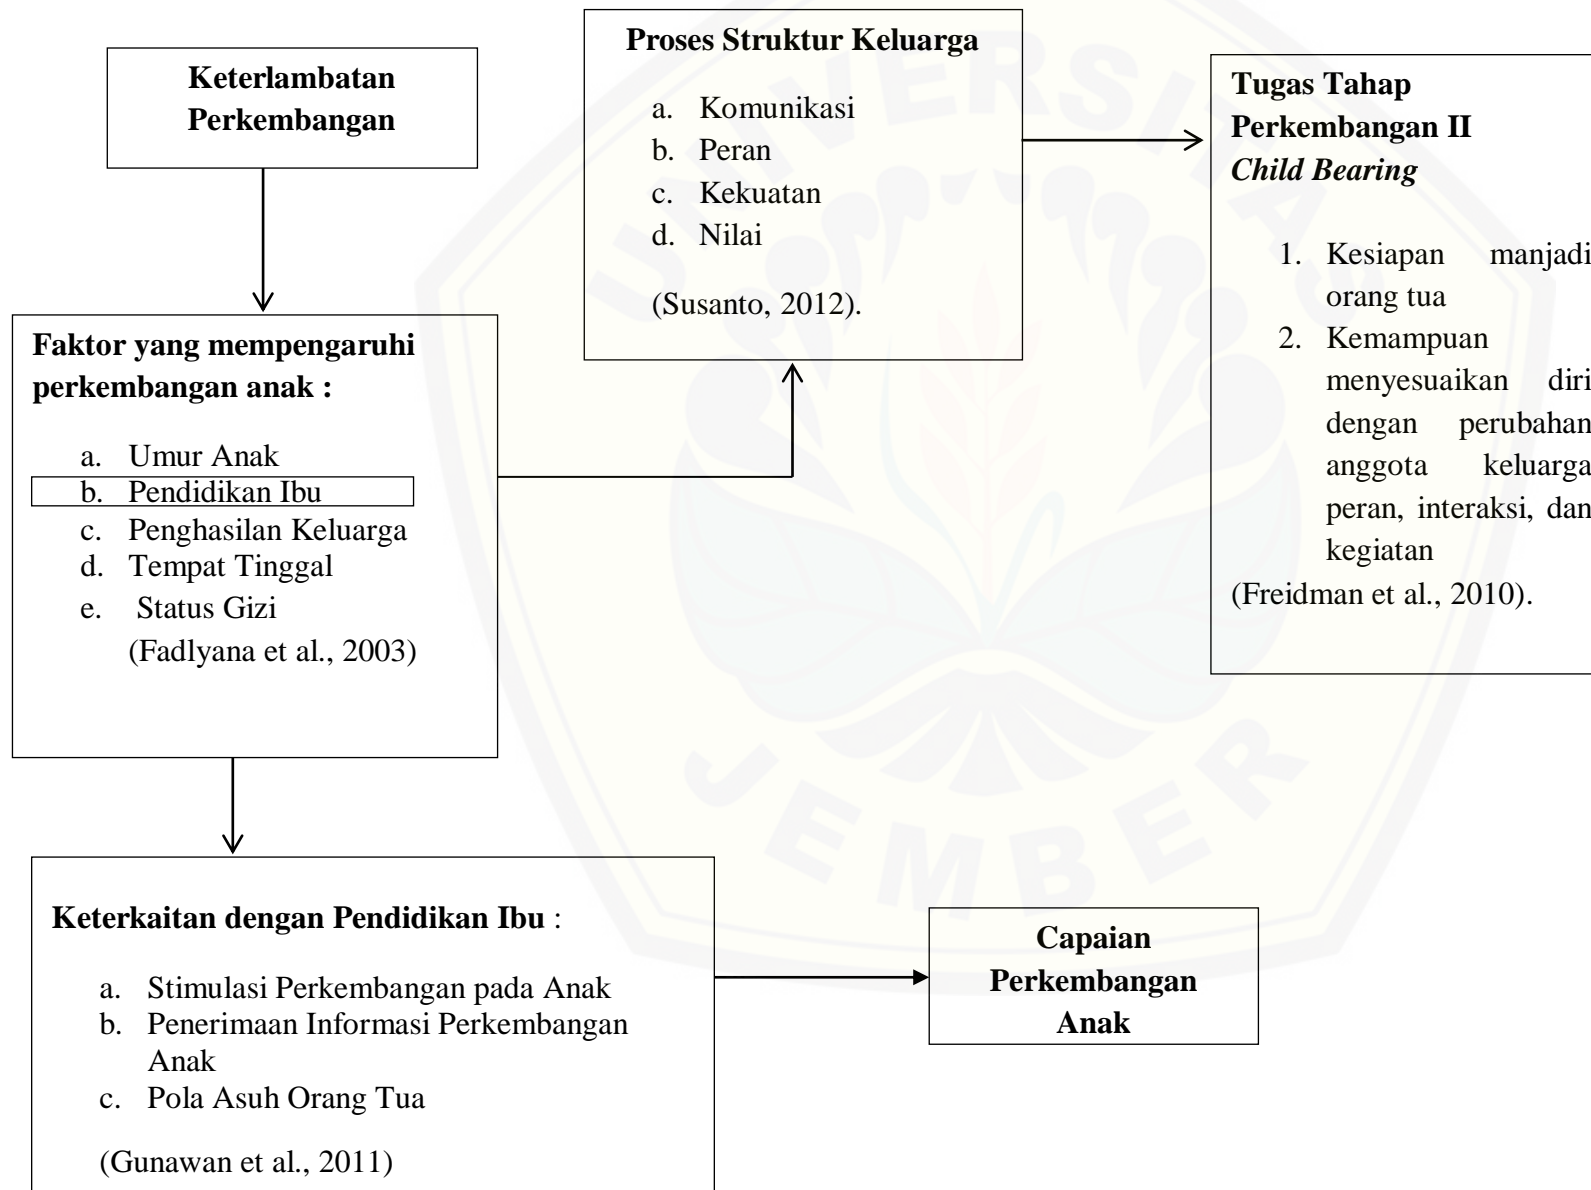 Keterlambatan
Perkembangan
Proses Struktur Keluarga
a. Komunikasi
b. Peran
c. Kekuatan
d. Nilai
(Susanto, 2012).
Tugas Tahap
Perkembangan II
Child Bearing
1. Kesiapan manjadi
orang tua
2. Kemampuan
menyesuaikan diri
dengan perubahan
anggota keluarga
peran, interaksi, dan
kegiatan
(Freidman et al., 2010).
Faktor yang mempengaruhi
perkembangan anak :
a. Umur Anak
b. Pendidikan Ibu
c. Penghasilan Keluarga
d. Tempat Tinggal
e. Status Gizi
(Fadlyana et al., 2003)
Keterkaitan dengan Pendidikan Ibu :
a. Stimulasi Perkembangan pada Anak
b. Penerimaan Informasi Perkembangan
Anak
c. Pola Asuh Orang Tua
(Gunawan et al., 2011)
Capaian
Perkembangan
Anak
UNIVERSITAS
JEMBER